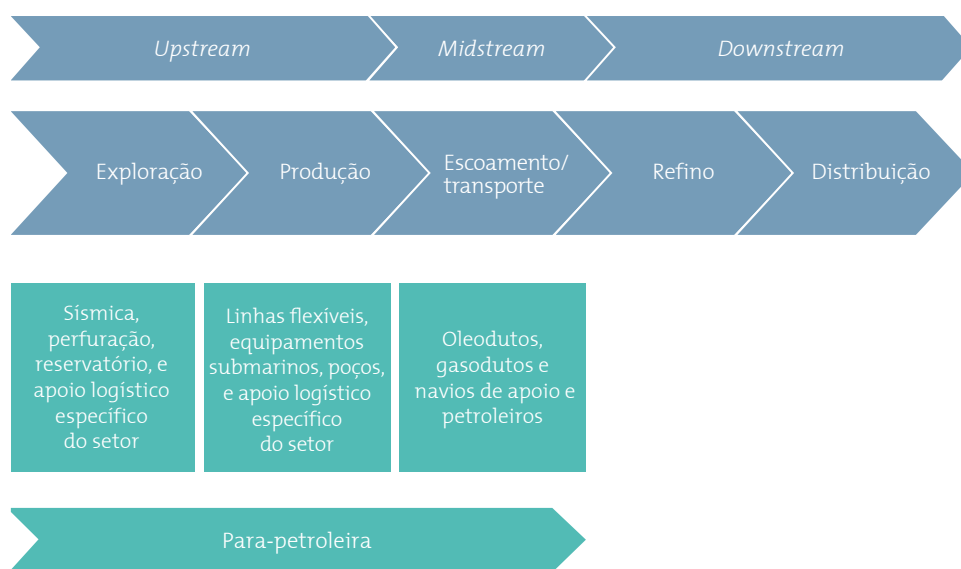 Upstream
Midstream
Downstream
Exploração
Produção
Escoamento/
transporte
Refino
Distribuição
Sísmica,
perfuração,
reservatório, e
apoio logístico
específico
do setor
Linhas flexíveis,
equipamentos
submarinos, poços,
e apoio logístico
específico
do setor
Oleodutos,
gasodutos e
navios de apoio e
petroleiros
Para-petroleira